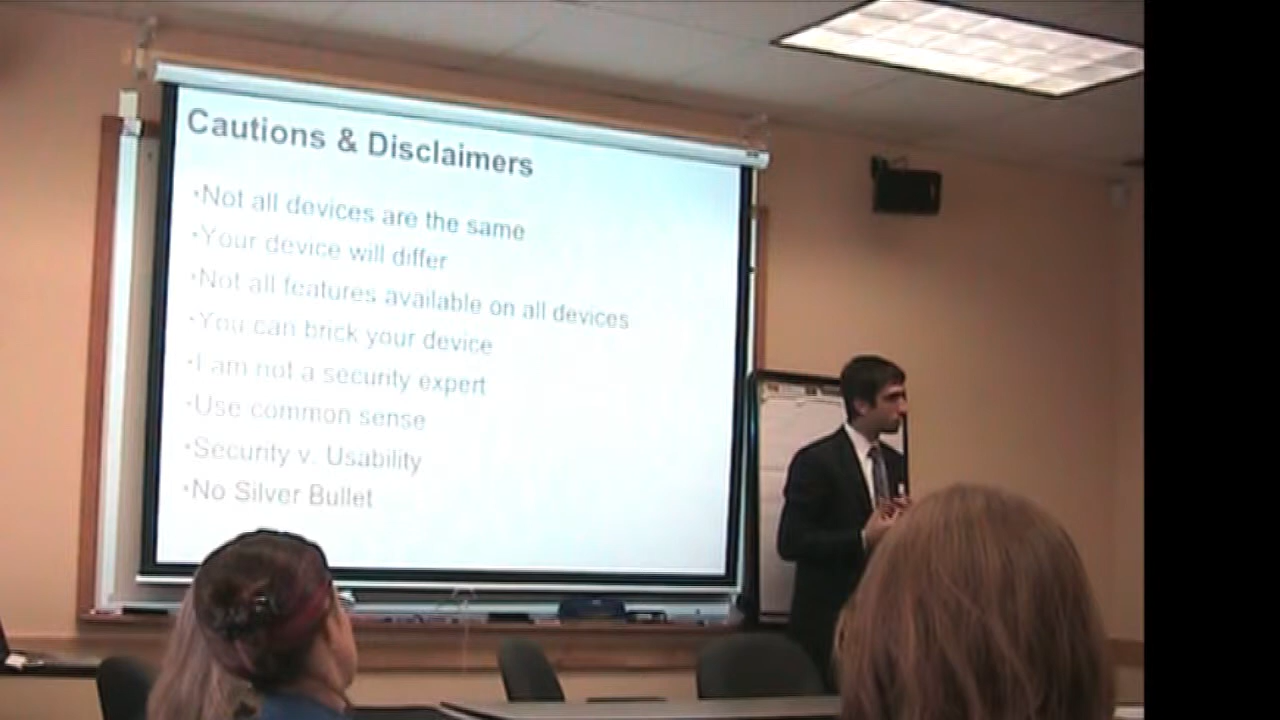 Cautions & Disclaimers
•Not all devices are the same
•Your device will differ
•Not all features available on all devices
•You can brick your device
•I am not a security expert
•Use common sense
•Security v. Usability
•No Silver Bullet